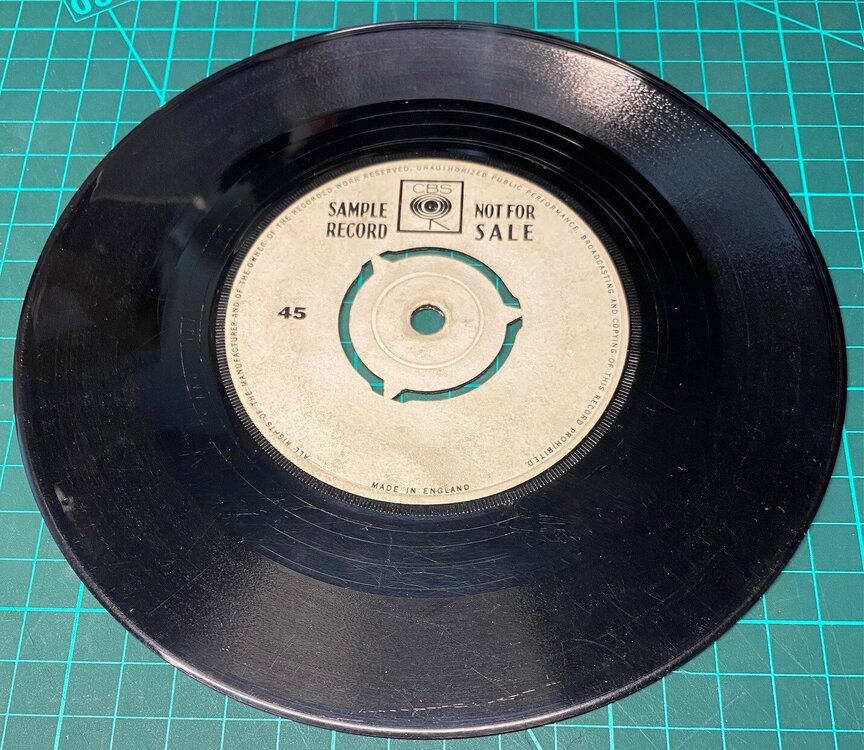 ALL RIGHTS OF THE MANUFACTURER AND OF THE OWNER OF THE RECORDED WORK RESERVED. UNAUTHORIZED PUBLIC PERFORMANCE, BROADCASTING AND COPYING OF THIS RECORD PROHIBITED.
CBS
SAMPLE NOT FOR
RECORD SALE
45
MADE IN ENGLAND